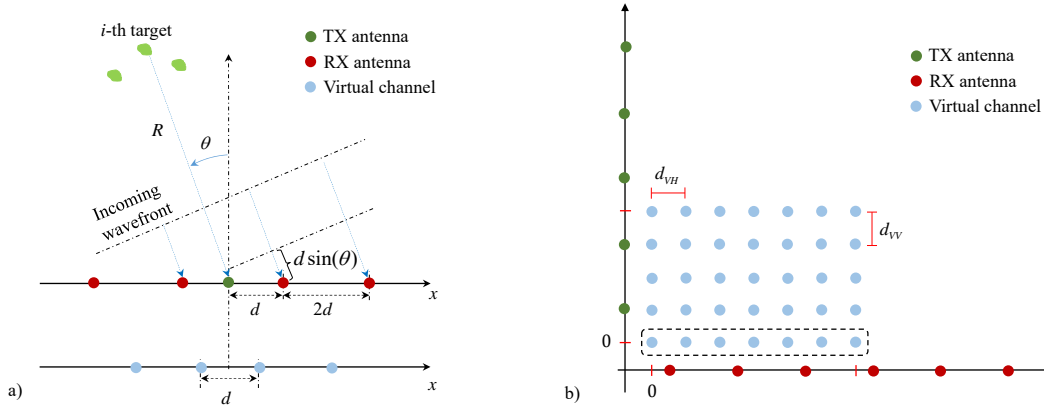 i-th target
TX antenna
RX antenna
Virtual channel
R
θ
Incoming
wavefront
d sin(θ)
x
d
2d
x
d
a)
TX antenna
RX antenna
Virtual channel
d_VH
d_VV
0
0
b)